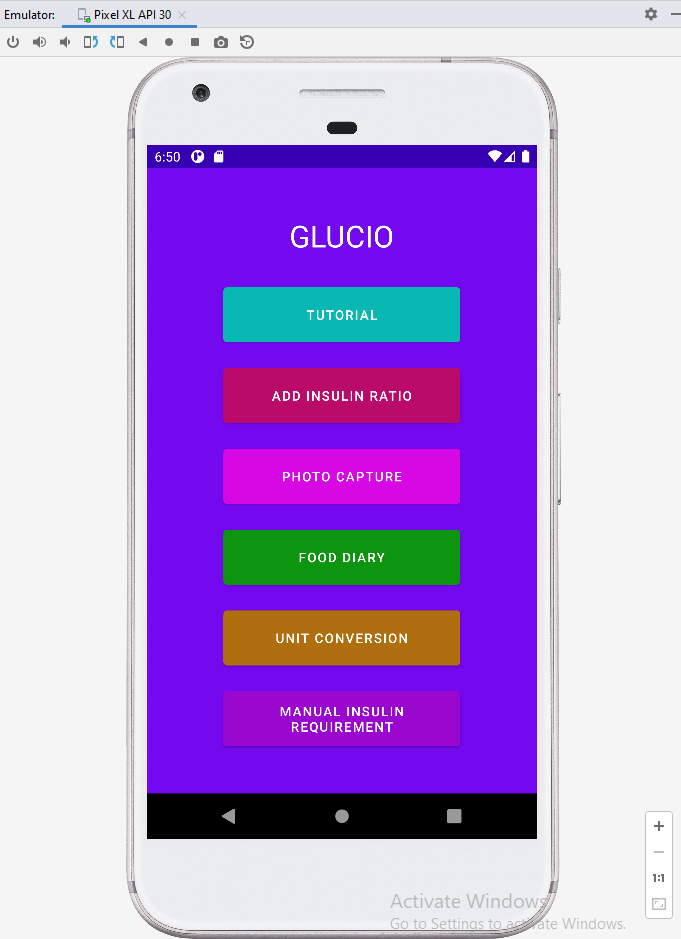 Emulator: Pixel XL API 30
6:50
GLUCIO
TUTORIAL
ADD INSULIN RATIO
PHOTO CAPTURE
FOOD DIARY
UNIT CONVERSION
MANUAL INSULIN
REQUIREMENT
1:1
Activate Windows
Go to Settings to activate Windows.